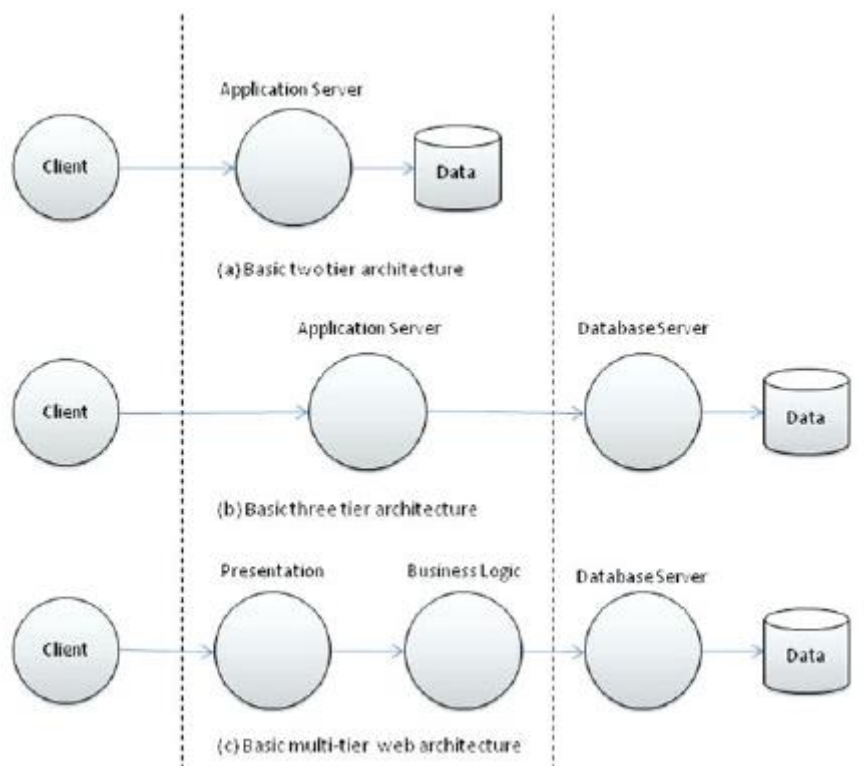 Application Server
Client
Data
(a) Basic two tier architecture
Application Server
Database Server
Client
Data
(b) Basic three tier architecture
Presentation
Business Logic
Database Server
Client
Data
(c) Basic multi-tier web architecture